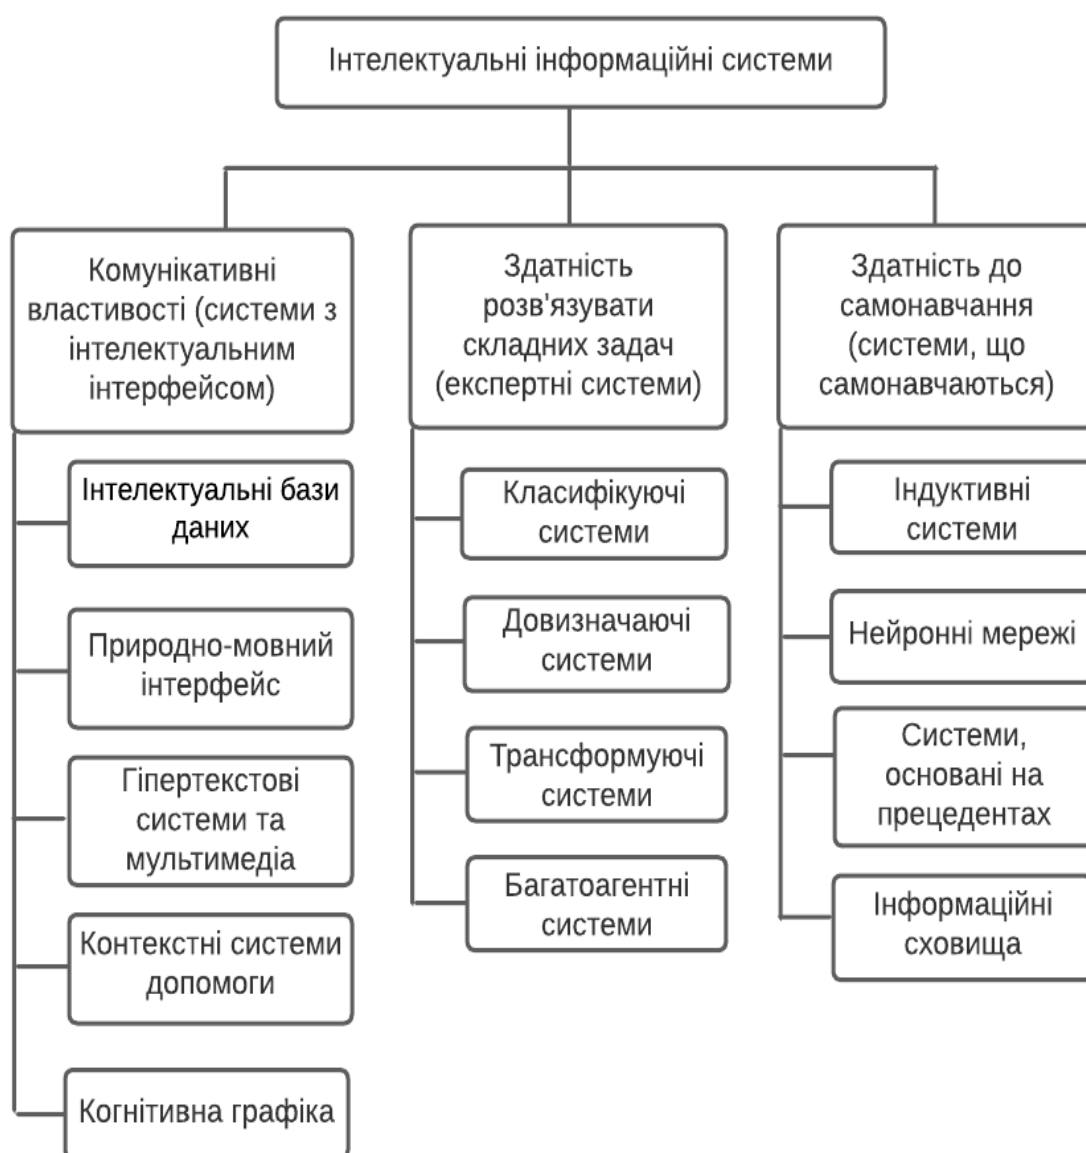 Інтелектуальні інформаційні системи
Комунікативні
властивості (системи з
інтелектуальним
інтерфейсом)
Інтелектуальні бази
даних
Природно-мовний
інтерфейс
Гіпертекстові
системи та
мультимедіа
Контекстні системи
допомоги
Когнітивна графіка
Здатність
розв'язувати
складних задач
(експертні системи)
Класифікуючі
системи
Довизначаючі
системи
Трансформуючі
системи
Багатоагентні
системи
Здатність до
самонавчання
(системи, що
самонавчаються)
Індуктивні
системи
Нейронні мережі
Системи,
основані на
прецедентах
Інформаційні
сховища